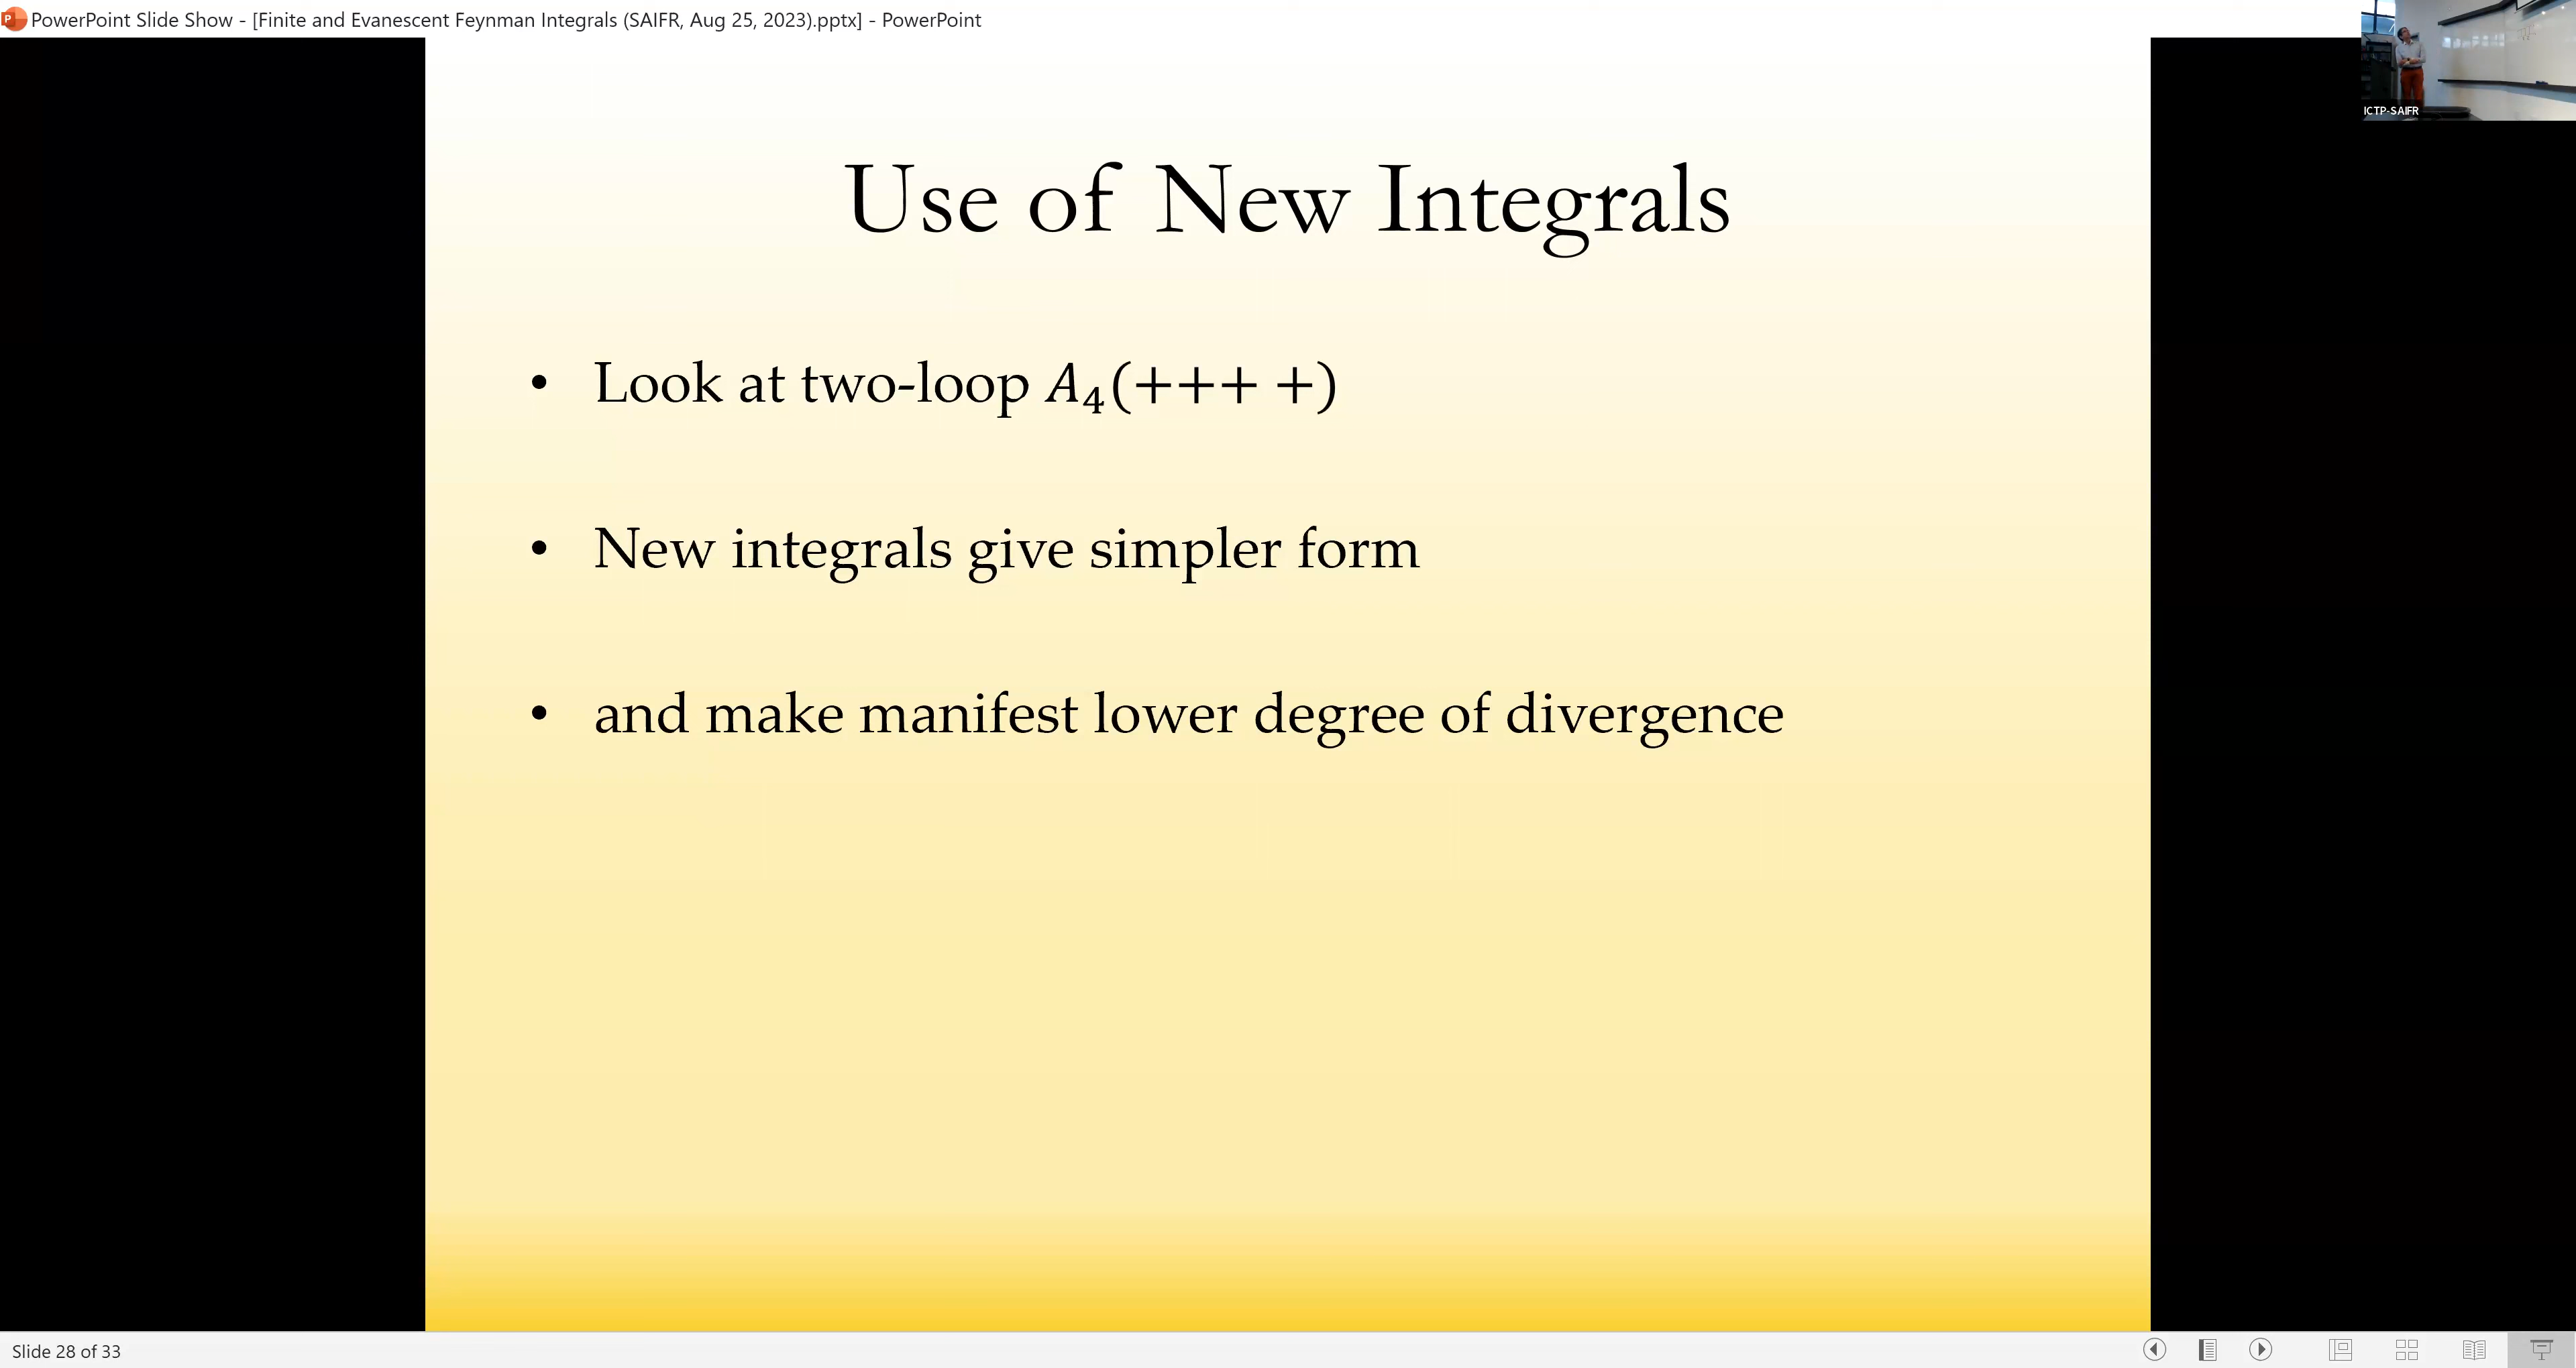 PowerPoint Slide Show - [Finite and Evanescent Feynman Integrals (SAIFR, Aug 25, 2023).pptx] - PowerPoint
ICTP-SAIFR
Use of New Integrals
• Look at two-loop A₄(+++ +)
• New integrals give simpler form
• and make manifest lower degree of divergence
Slide 28 of 33